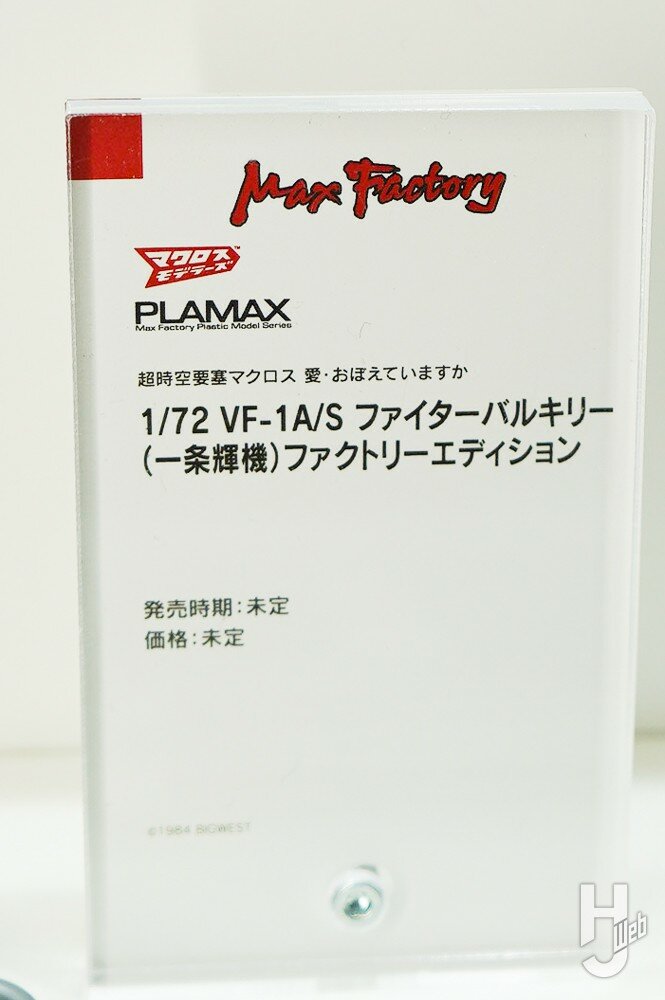 Max Factory
マクロス™
モデラーズ
PLAMAX
Max Factory Plastic Model Series
超時空要塞マクロス 愛・おぼえていますか
1/72 VF-1A/S ファイターバルキリー
(一条輝機)ファクトリーエディション
発売時期:未定
価格:未定
©1984 BIGWEST
HJ Web